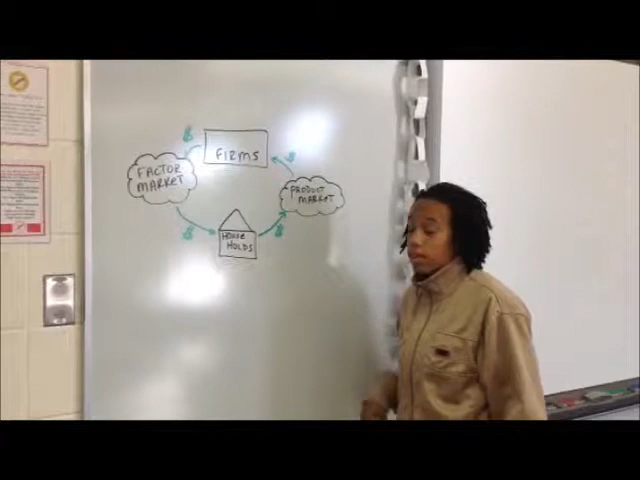 $
FIRMS
$
FACTOR
MARKET
PRODUCT
MARKET
$
HOUSE
HOLDS
$